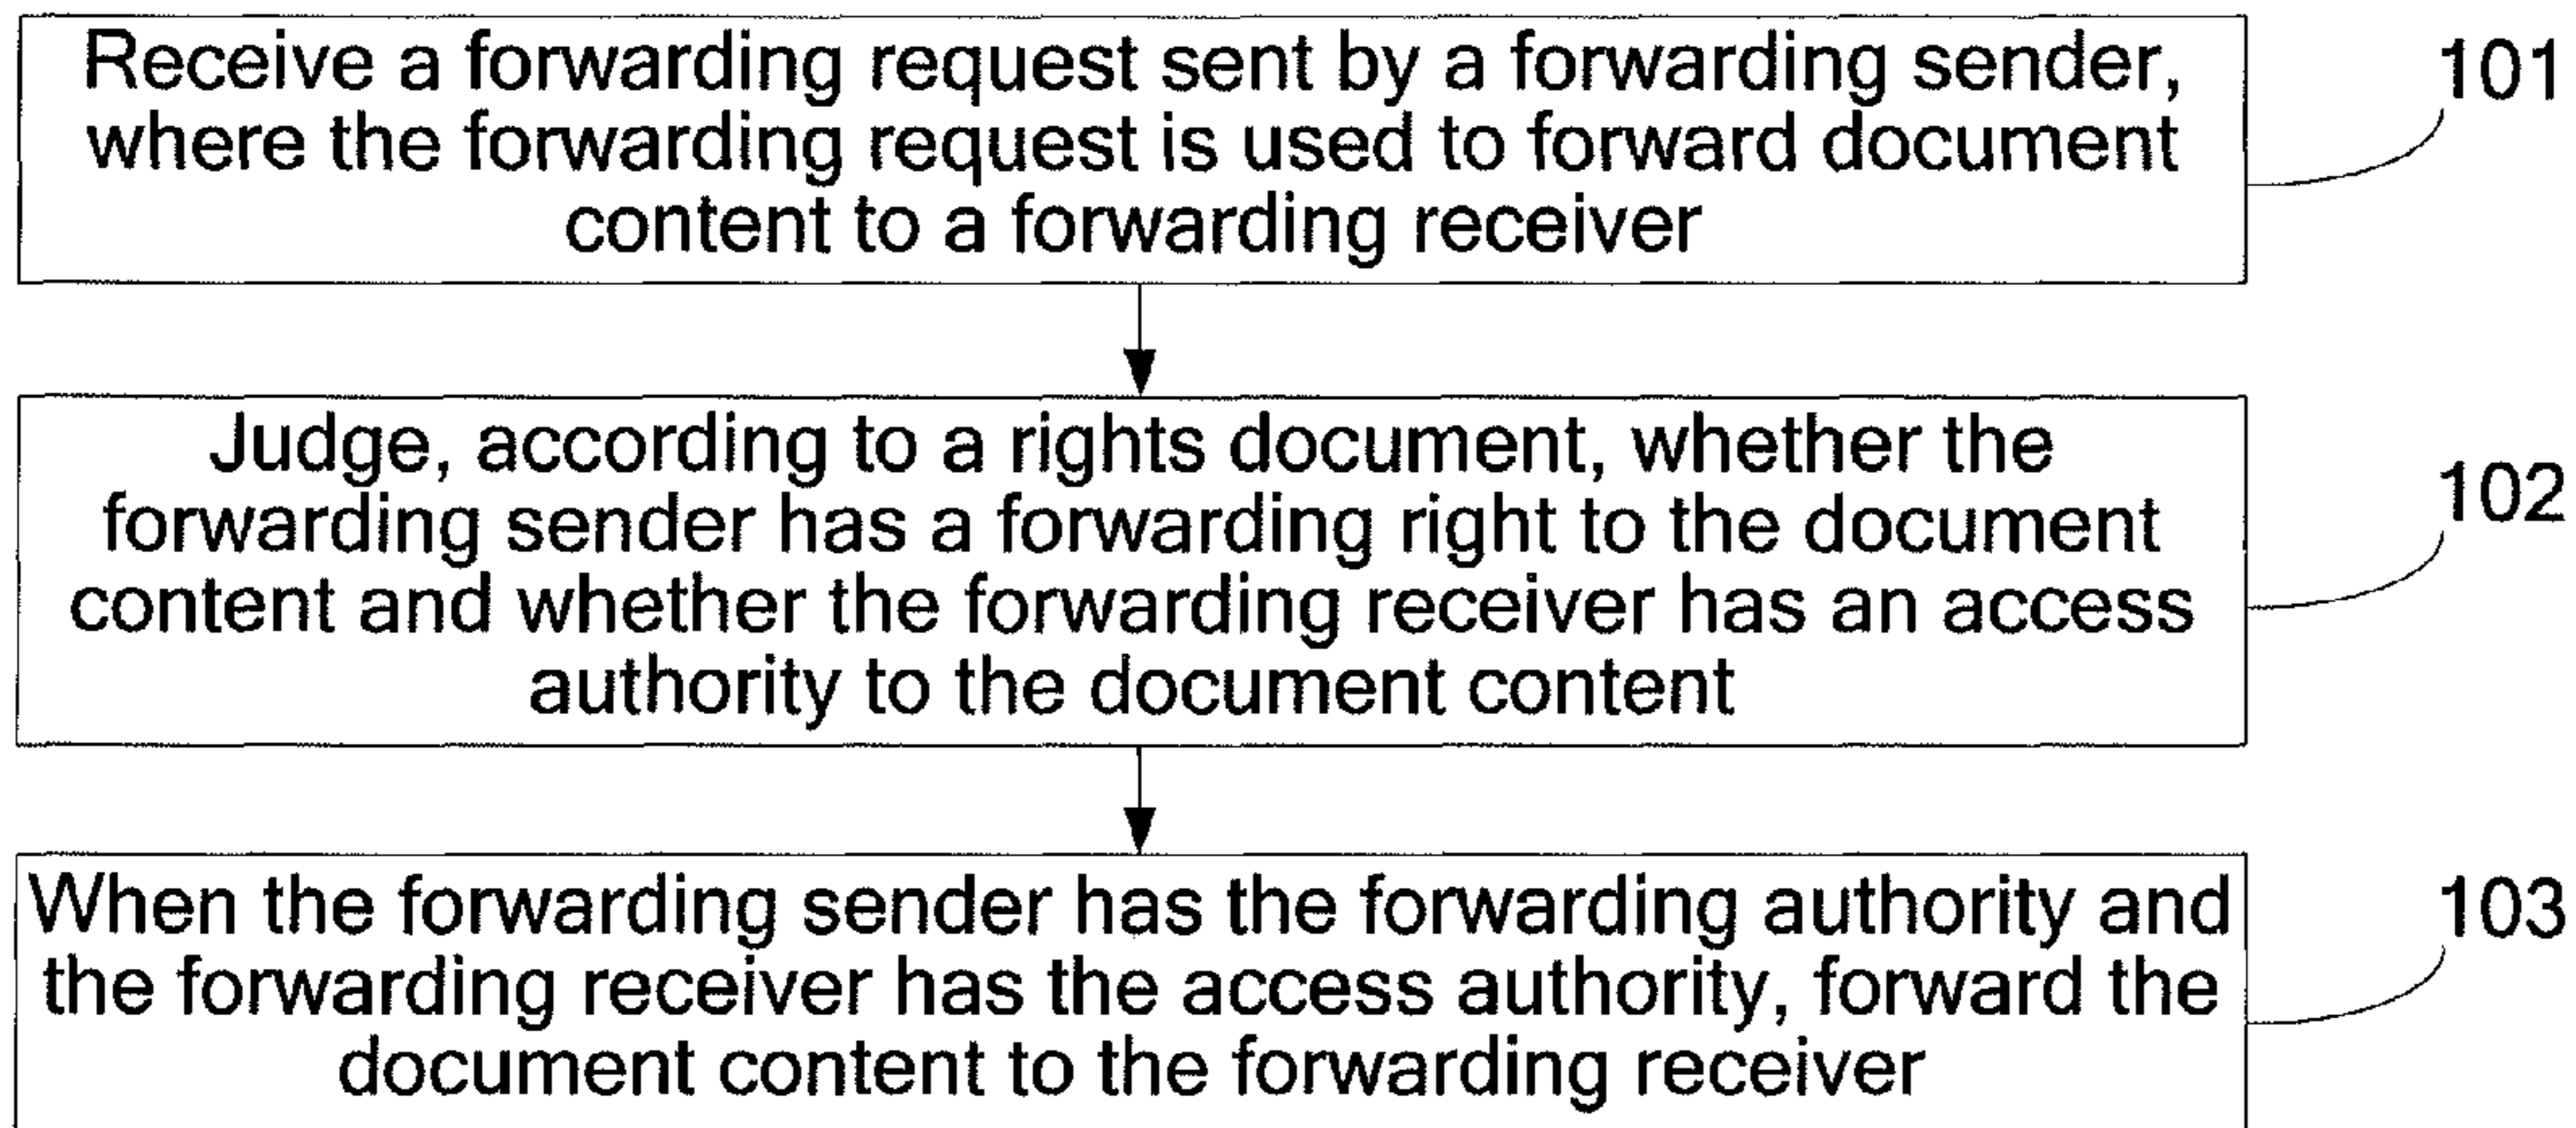 Receive a forwarding request sent by a forwarding sender,
where the forwarding request is used to forward document
content to a forwarding receiver
101
Judge, according to a rights document, whether the
forwarding sender has a forwarding right to the document
content and whether the forwarding receiver has an access
authority to the document content
102
When the forwarding sender has the forwarding authority and
the forwarding receiver has the access authority, forward the
document content to the forwarding receiver
103